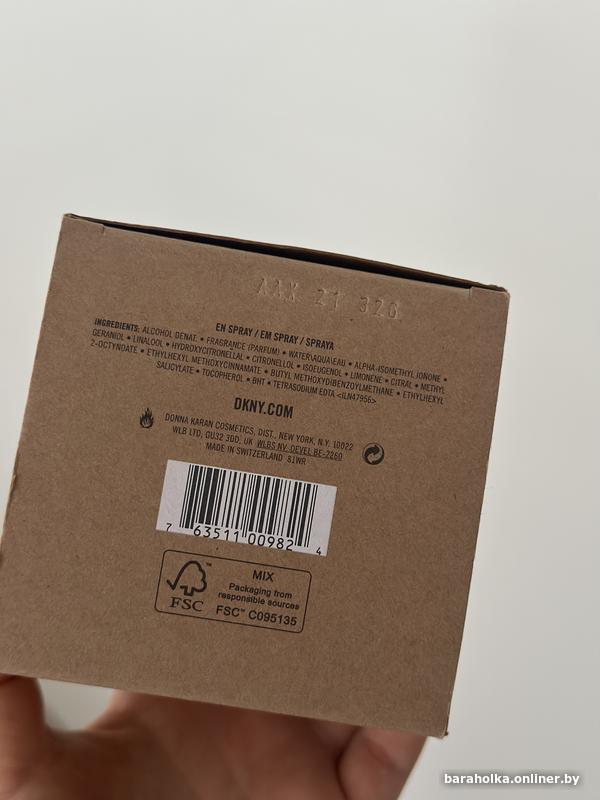 AAX 21 326
EN SPRAY / EM SPRAY / SPRAYA
INGREDIENTS: ALCOHOL DENAT. • FRAGRANCE (PARFUM) • WATER\AQUA\EAU • ALPHA-ISOMETHYL IONONE •
GERANIOL • LINALOOL • HYDROXYCITRONELLAL • CITRONELLOL • ISOEUGENOL • LIMONENE • CITRAL • METHYL
2-OCTYNOATE • ETHYLHEXYL METHOXYCINNAMATE • BUTYL METHOXYDIBENZOYLMETHANE • ETHYLHEXYL
SALICYLATE • TOCOPHEROL • BHT • TETRASODIUM EDTA <ILN47956>
DKNY.COM
DONNA KARAN COSMETICS, DIST., NEW YORK, N.Y. 10022
WLB LTD, GU32 3DD, UK WLBS NV, OEVEL BE-2260
MADE IN SWITZERLAND 81WR
7 63511 00982 4
FSC™
MIX
Packaging from
responsible sources
FSC™ C095135
baraholka.onliner.by